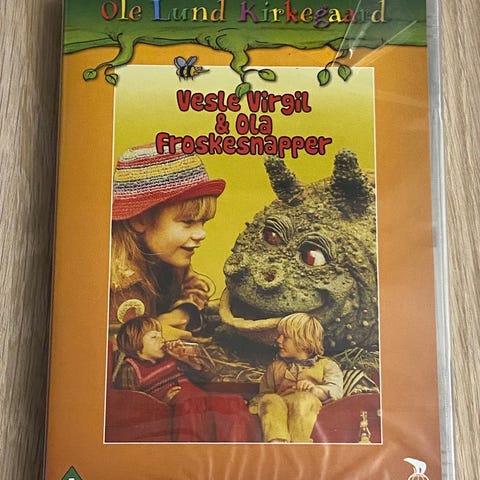 Ole Lund Kirkegaard
Vesle Virgil
& Ola
Froskesnapper